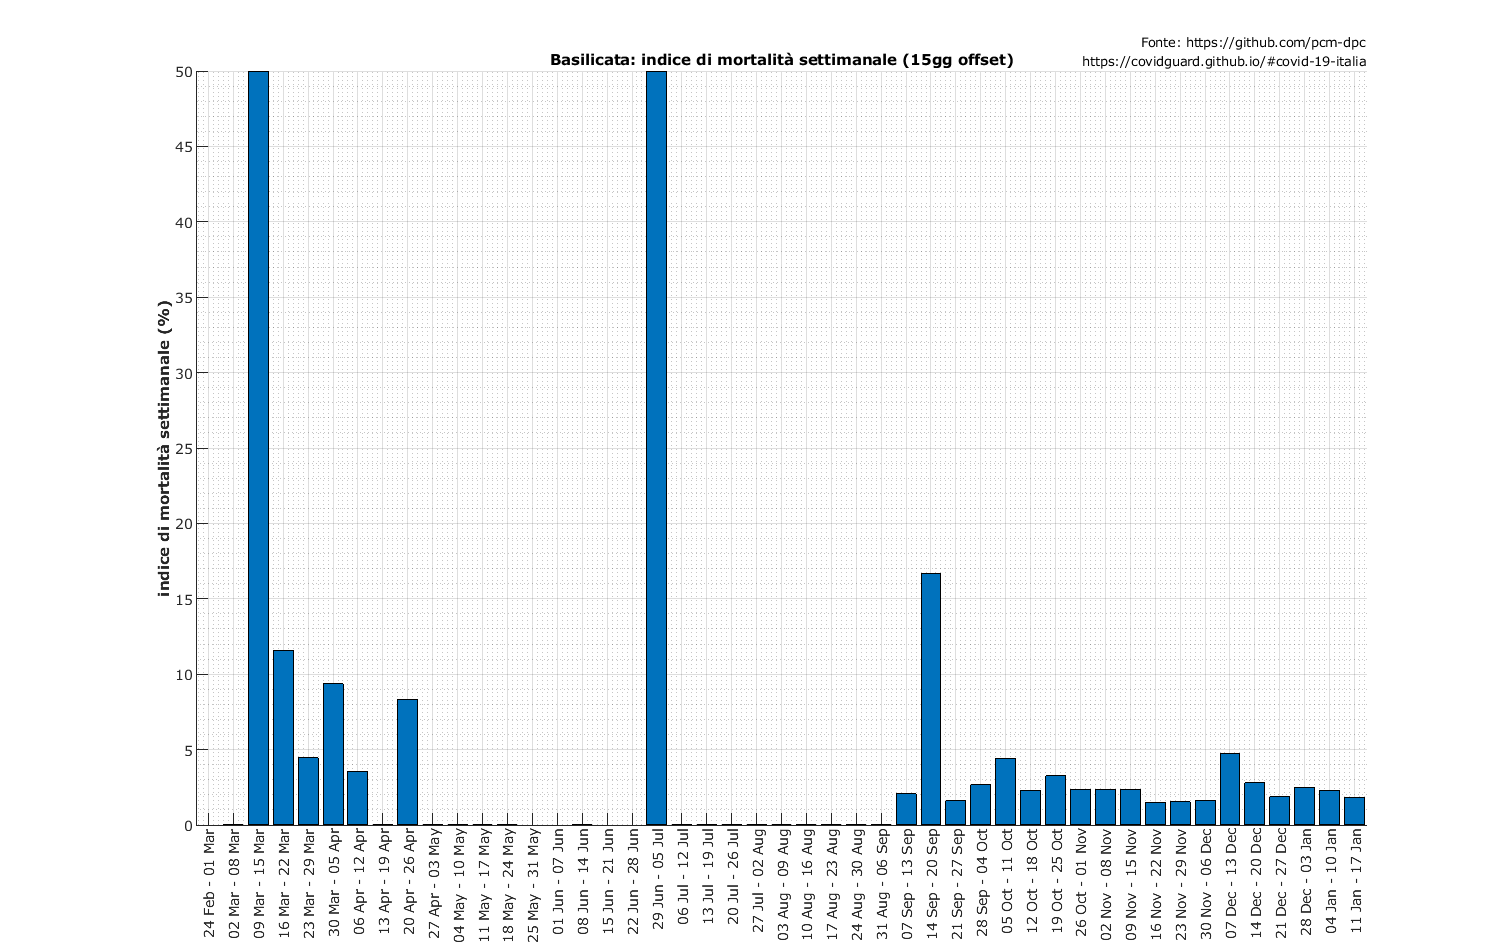 Fonte: https://github.com/pcm-dpc
https://covidguard.github.io/#covid-19-italia
Basilicata: indice di mortalità settimanale (15gg offset)
indice di mortalità settimanale (%)
50
45
40
35
30
25
20
15
10
5
0
24 Feb - 01 Mar
02 Mar - 08 Mar
09 Mar - 15 Mar
16 Mar - 22 Mar
23 Mar - 29 Mar
30 Mar - 05 Apr
06 Apr - 12 Apr
13 Apr - 19 Apr
20 Apr - 26 Apr
27 Apr - 03 May
04 May - 10 May
11 May - 17 May
18 May - 24 May
25 May - 31 May
01 Jun - 07 Jun
08 Jun - 14 Jun
15 Jun - 21 Jun
22 Jun - 28 Jun
29 Jun - 05 Jul
06 Jul - 12 Jul
13 Jul - 19 Jul
20 Jul - 26 Jul
27 Jul - 02 Aug
03 Aug - 09 Aug
10 Aug - 16 Aug
17 Aug - 23 Aug
24 Aug - 30 Aug
31 Aug - 06 Sep
07 Sep - 13 Sep
14 Sep - 20 Sep
21 Sep - 27 Sep
28 Sep - 04 Oct
05 Oct - 11 Oct
12 Oct - 18 Oct
19 Oct - 25 Oct
26 Oct - 01 Nov
02 Nov - 08 Nov
09 Nov - 15 Nov
16 Nov - 22 Nov
23 Nov - 29 Nov
30 Nov - 06 Dec
07 Dec - 13 Dec
14 Dec - 20 Dec
21 Dec - 27 Dec
28 Dec - 03 Jan
04 Jan - 10 Jan
11 Jan - 17 Jan